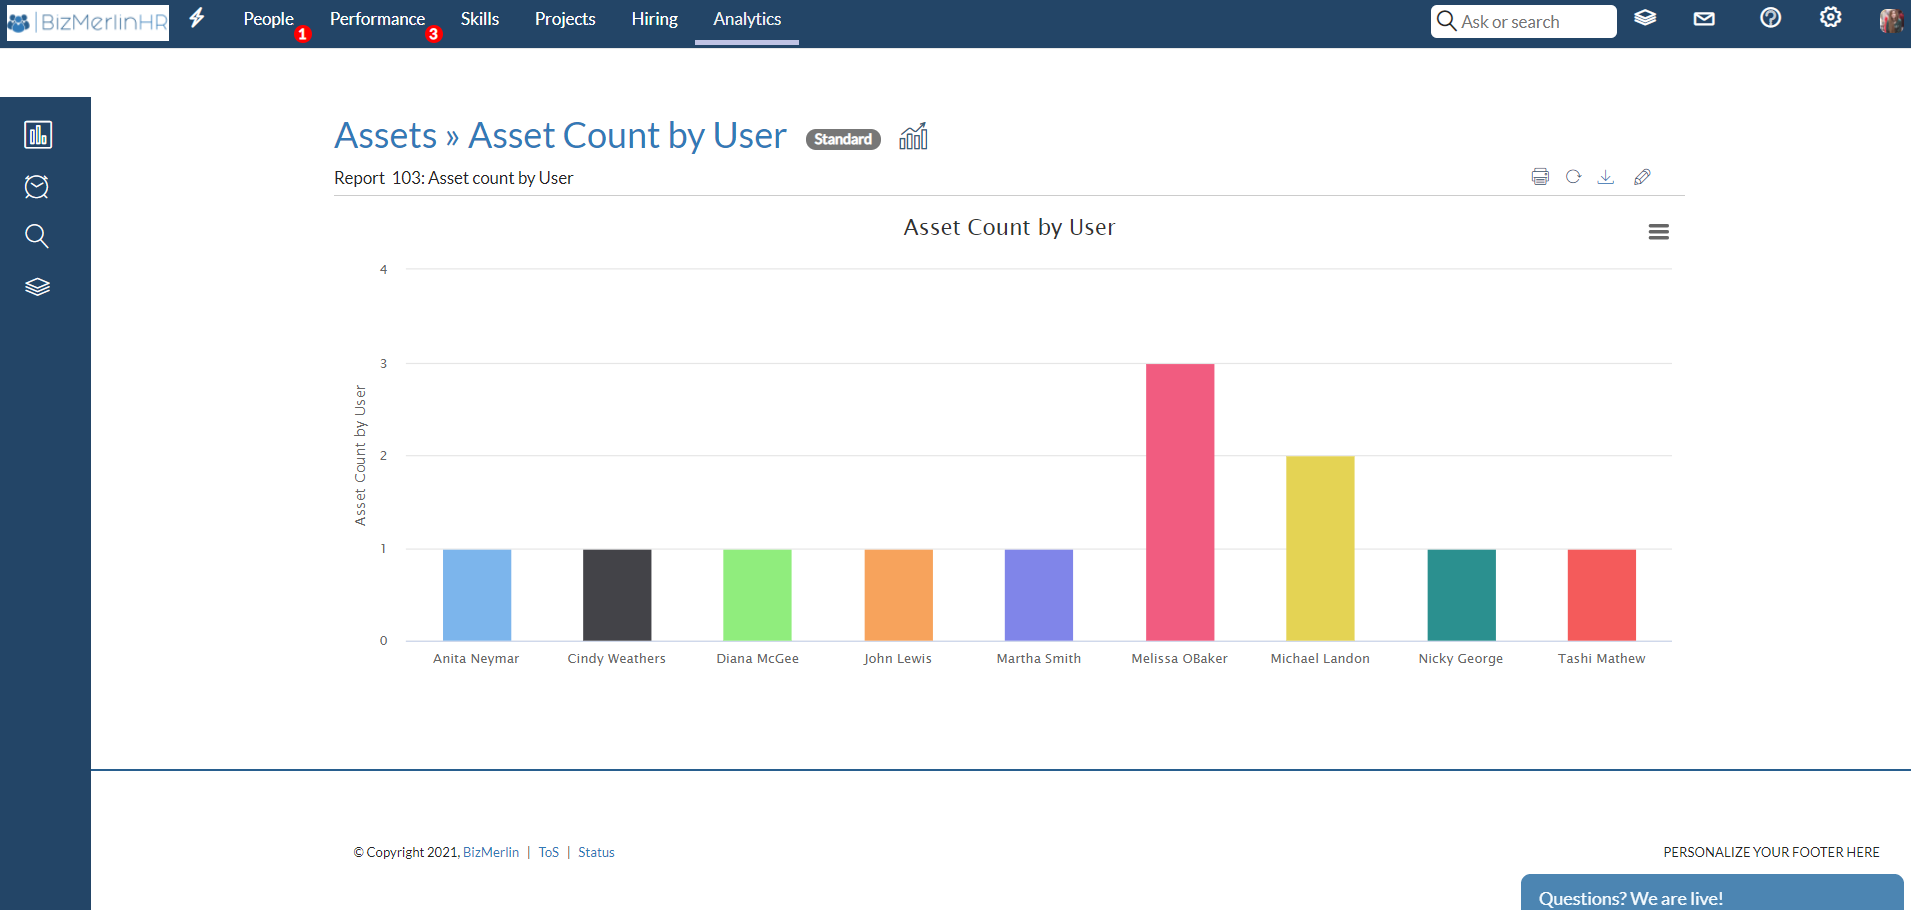 BizMerlinHR
People 1 Performance 3 Skills Projects Hiring Analytics
Ask or search
Assets » Asset Count by User Standard
Report 103: Asset count by User
Asset Count by User
Asset Count by User
4
3
2
1
0
Anita Neymar Cindy Weathers Diana McGee John Lewis Martha Smith Melissa OBaker Michael Landon Nicky George Tashi Mathew
© Copyright 2021, BizMerlin | ToS | Status
PERSONALIZE YOUR FOOTER HERE
Questions? We are live!